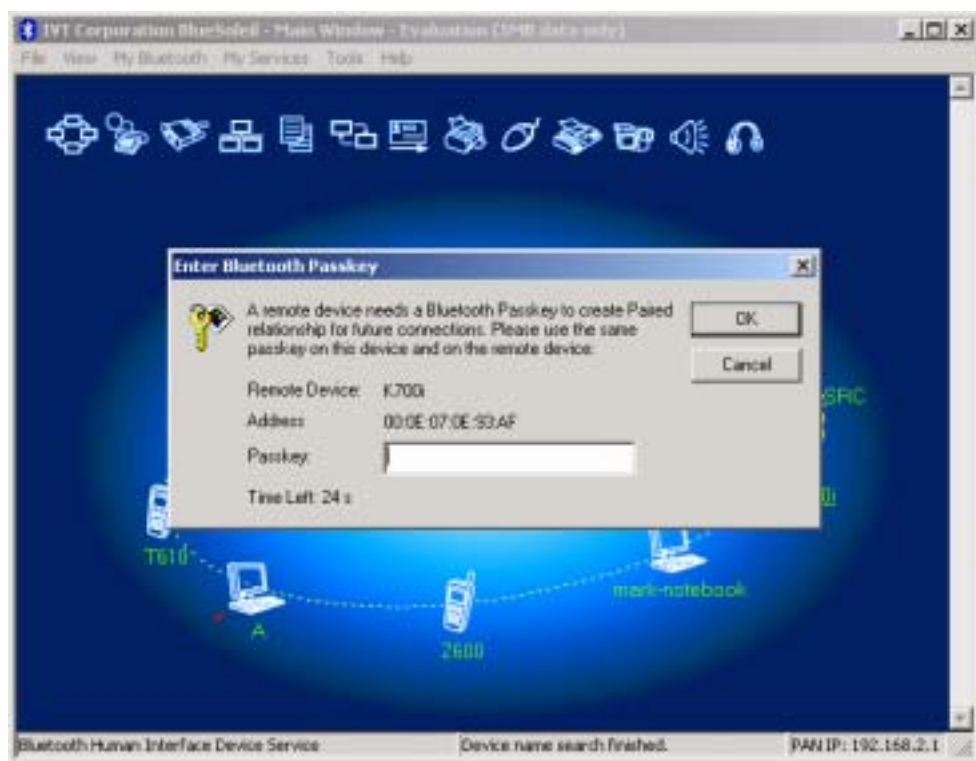 IVT Corporation BlueSoleil - Main Window - Evaluation (5MB data only)
File View My Bluetooth My Services Tools Help
Enter Bluetooth Passkey
A remote device needs a Bluetooth Passkey to create Paired
relationship for future connections. Please use the same
passkey on this device and on the remote device:
OK
Cancel
Remote Device: K700i
Address: 00:0E:07:0E:93:AF
Passkey:
Time Left: 24 s
SRC
T610
A
Z600
mark-notebook
Bluetooth Human Interface Device Service
Device name search finished.
PAN IP: 192.168.2.1